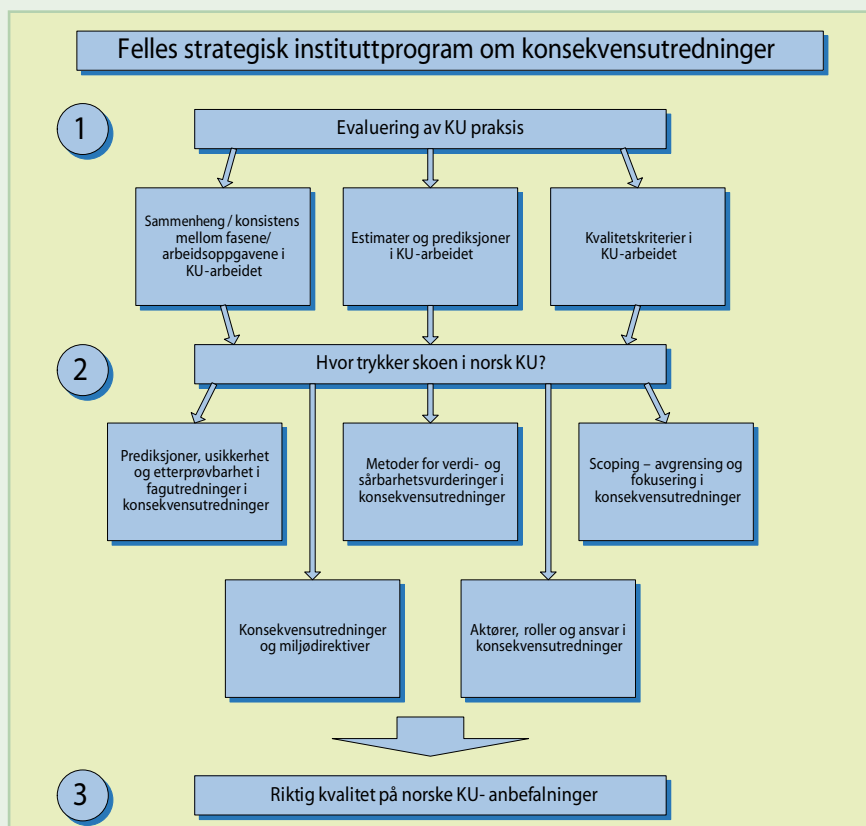 Felles strategisk instituttprogram om konsekvensutredninger
1
Evaluering av KU praksis
Sammenheng / konsistens
mellom fasene/
arbeidsoppgavene i
KU-arbeidet
Estimater og prediksjoner
i KU-arbeidet
Kvalitetskriterier i
KU-arbeidet
2
Hvor trykker skoen i norsk KU?
Prediksjoner, usikkerhet
og etterprøvbarhet i
fagutredninger i
konsekvensutredninger
Metoder for verdi- og
sårbarhetsvurderinger i
konsekvensutredninger
Scoping – avgrensing og
fokusering i
konsekvensutredninger
Konsekvensutredninger
og miljødirektiver
Aktører, roller og ansvar i
konsekvensutredninger
3
Riktig kvalitet på norske KU- anbefalninger